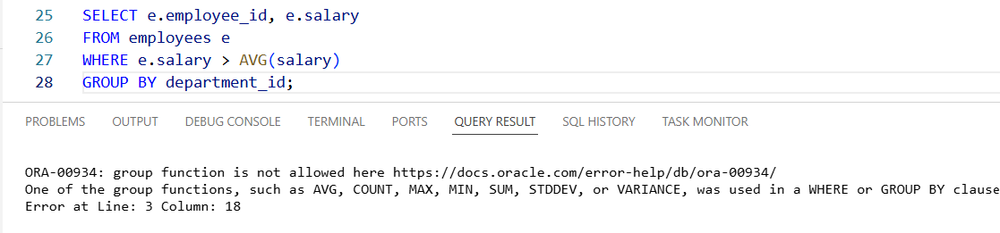 25 SELECT e.employee_id, e.salary
26 FROM employees e
27 WHERE e.salary > AVG(salary)
28 GROUP BY department_id;
PROBLEMS OUTPUT DEBUG CONSOLE TERMINAL PORTS QUERY RESULT SQL HISTORY TASK MONITOR
ORA-00934: group function is not allowed here https://docs.oracle.com/error-help/db/ora-00934/
One of the group functions, such as AVG, COUNT, MAX, MIN, SUM, STDDEV, or VARIANCE, was used in a WHERE or GROUP BY clause
Error at Line: 3 Column: 18